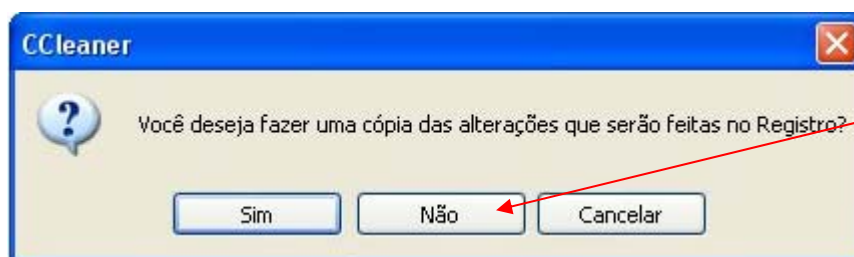 CCleaner
Você deseja fazer uma cópia das alterações que serão feitas no Registro?
Sim
Não
Cancelar